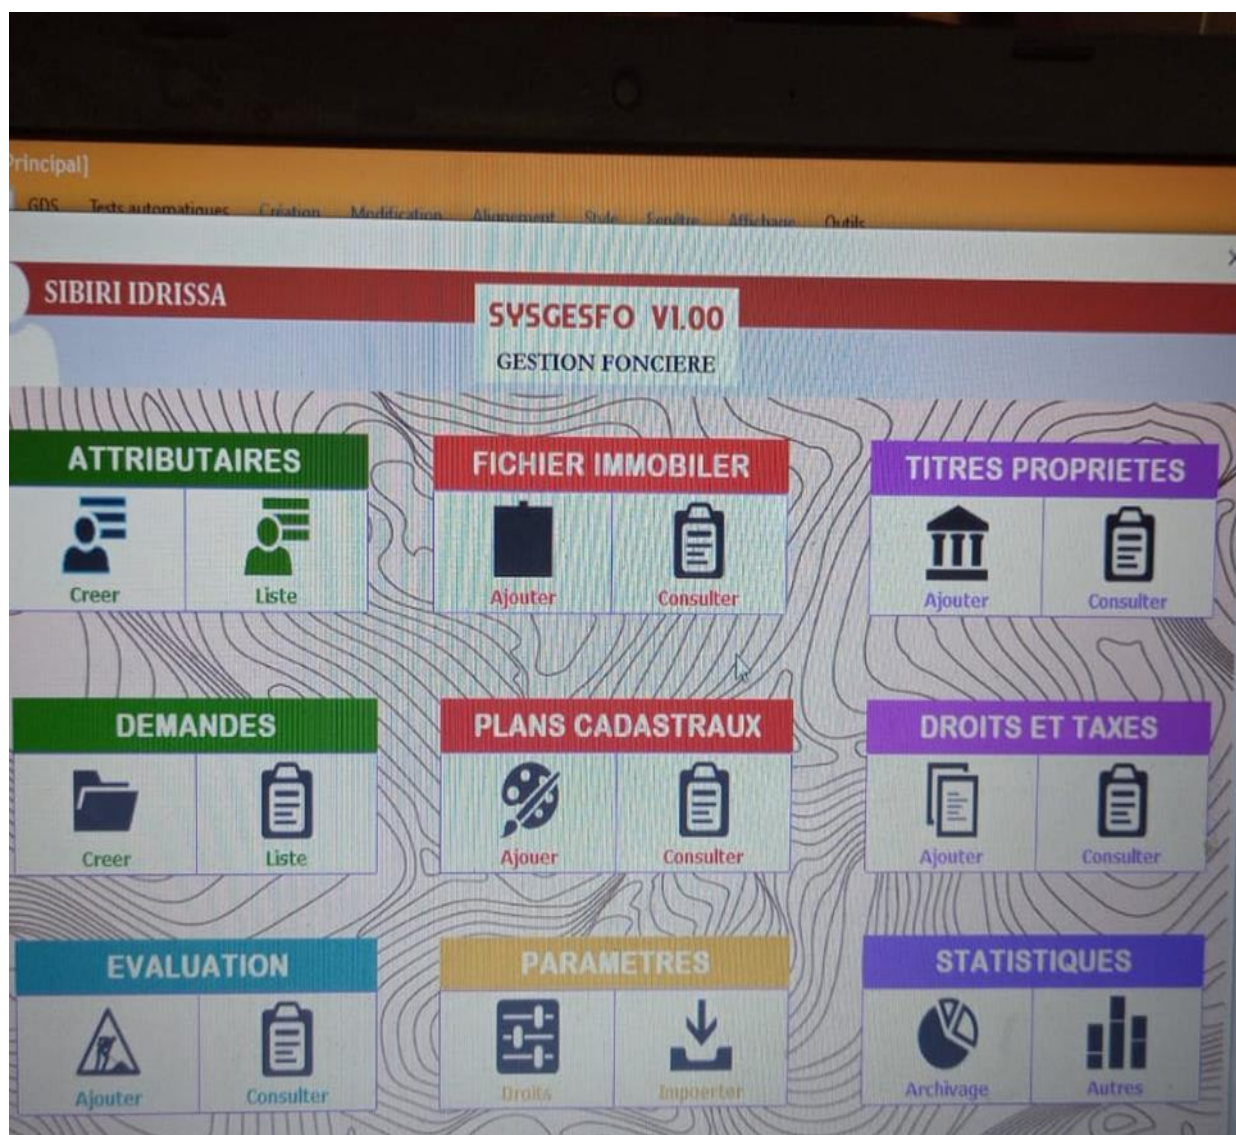 Principal]
GDS Tests automatiques Création Modification Alignement Style Fenêtre Affichage Outils
SIBIRI IDRISSA
SYSGESFO V1.00
GESTION FONCIERE
ATTRIBUTAIRES
Creer Liste
FICHIER IMMOBILER
Ajouter Consulter
TITRES PROPRIETES
Ajouter Consulter
DEMANDES
Creer Liste
PLANS CADASTRAUX
Ajouer Consulter
DROITS ET TAXES
Ajouter Consulter
EVALUATION
Ajouter Consulter
PARAMETRES
Droits Impoerter
STATISTIQUES
Archivage Autres